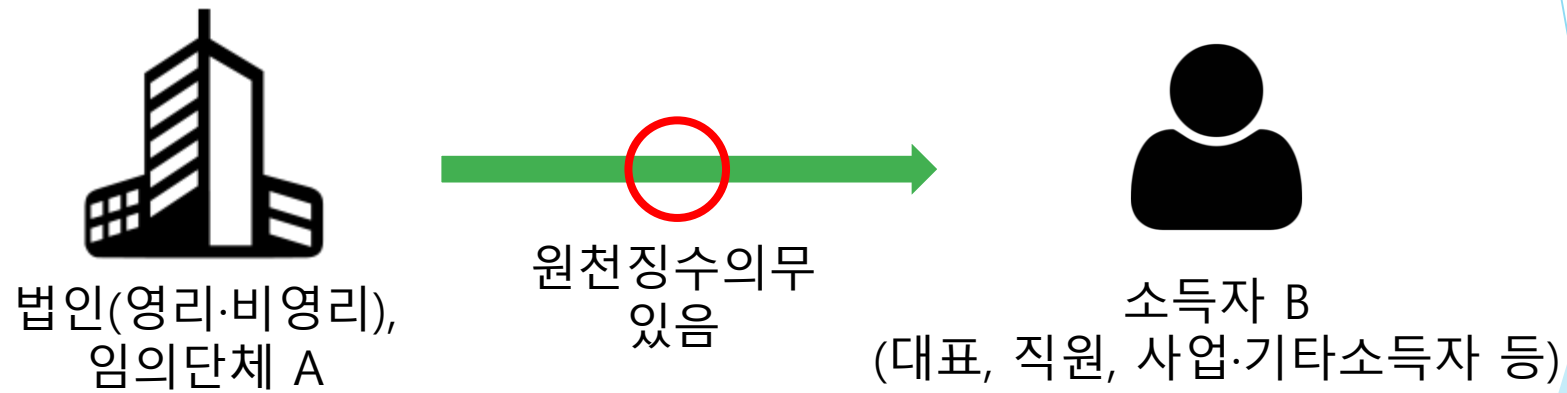 법인(영리·비영리),
임의단체 A
원천징수의무
있음
소득자 B
(대표, 직원, 사업·기타소득자 등)